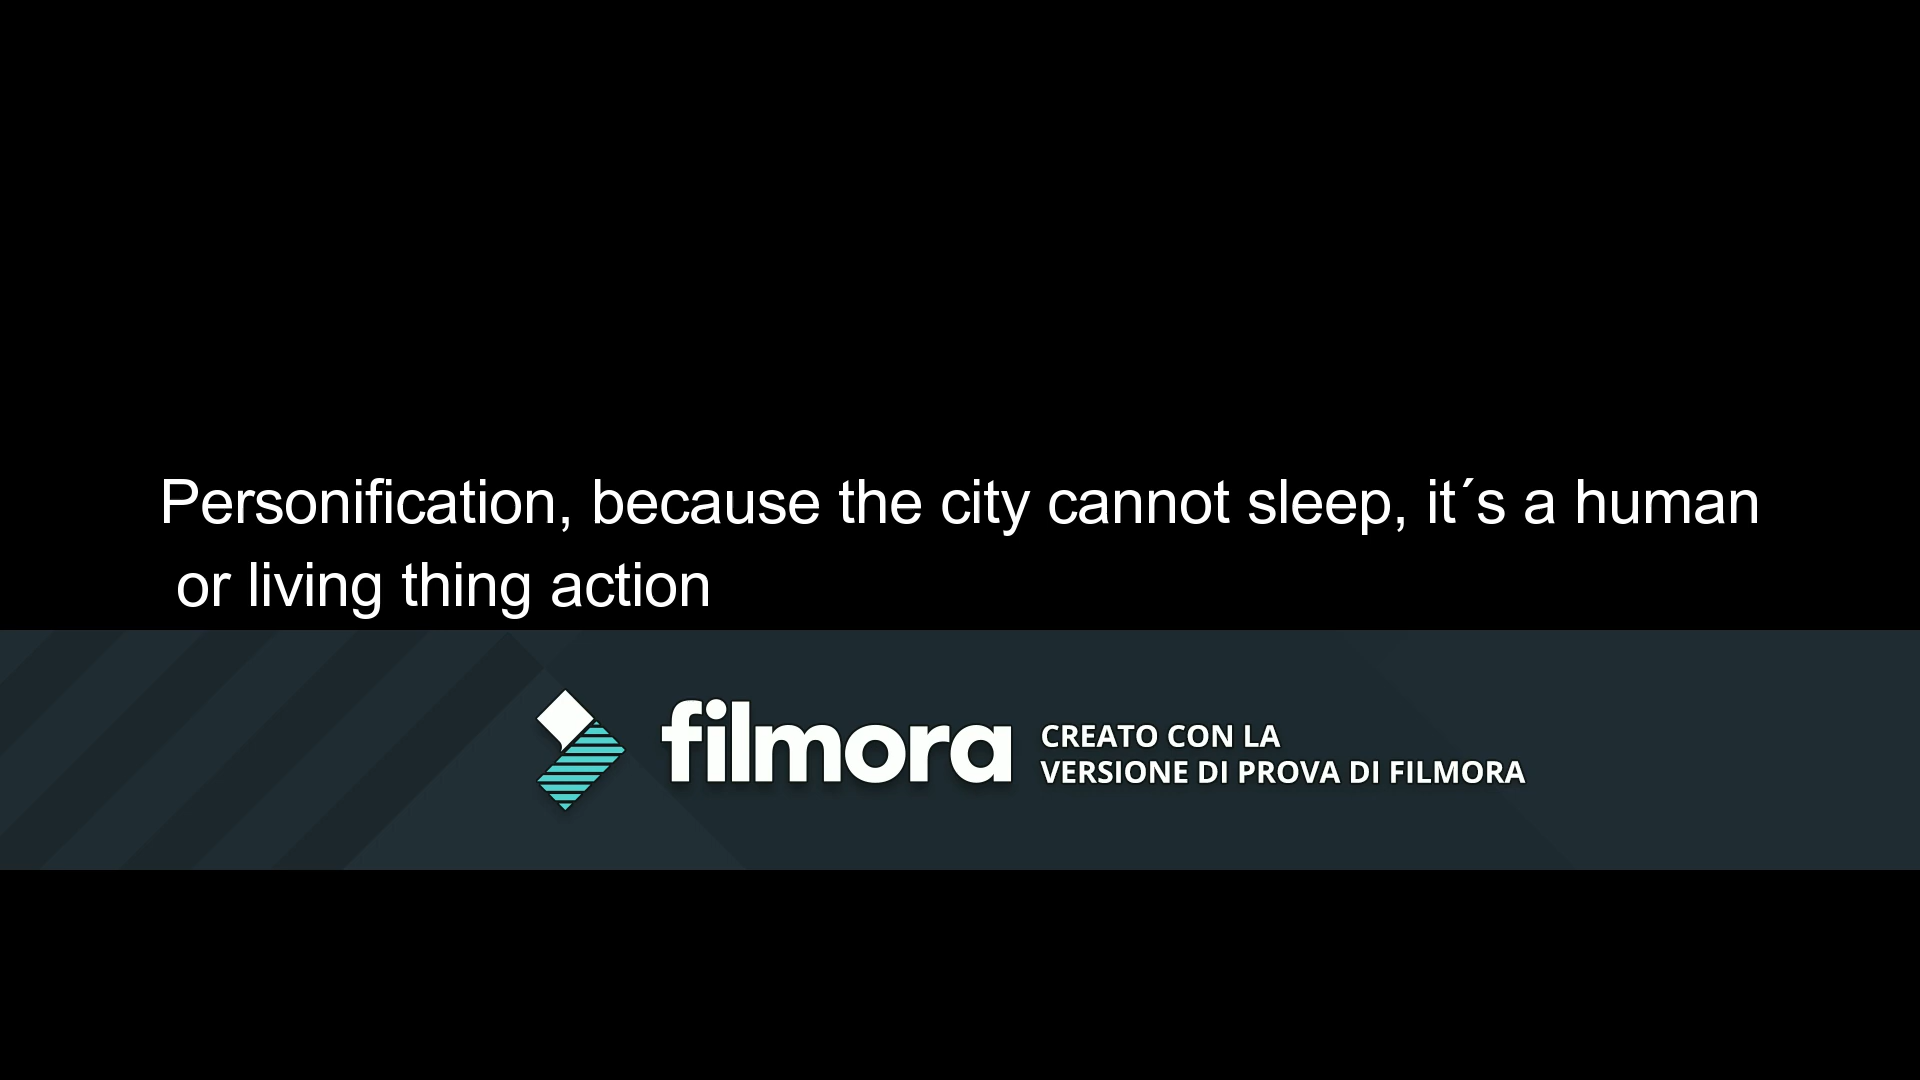 Personification, because the city cannot sleep, it´s a human
or living thing action
filmora
CREATO CON LA
VERSIONE DI PROVA DI FILMORA